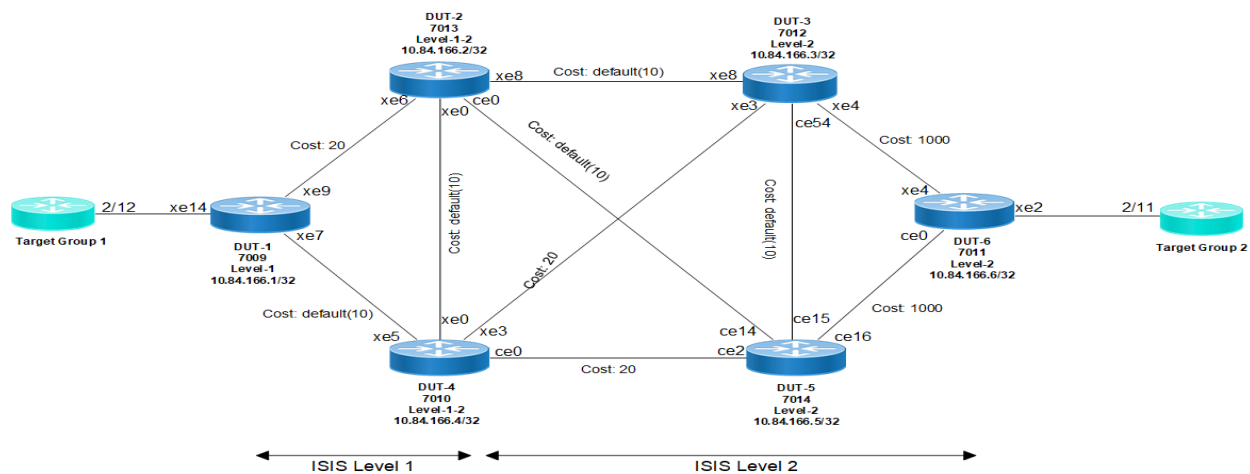 DUT-2
7013
Level-1-2
10.84.166.2/32
DUT-3
7012
Level-2
10.84.166.3/32
xe8
Cost: default(10)
xe8
xe6
ce0
xe0
xe3
xe4
ce54
Cost: 20
Cost: default(10)
Cost: default(10)
Cost: 20
Cost: default(10)
Cost: 1000
Target Group 1
2/12
xe14
xe9
xe7
DUT-1
7009
Level-1
10.84.166.1/32
xe4
ce0
xe2
2/11
DUT-6
7011
Level-2
10.84.166.6/32
Target Group 2
Cost: default(10)
xe5
xe0
xe3
ce0
Cost: 20
ce14
ce2
ce15
ce16
Cost: 1000
DUT-4
7010
Level-1-2
10.84.166.4/32
DUT-5
7014
Level-2
10.84.166.5/32
ISIS Level 1
ISIS Level 2